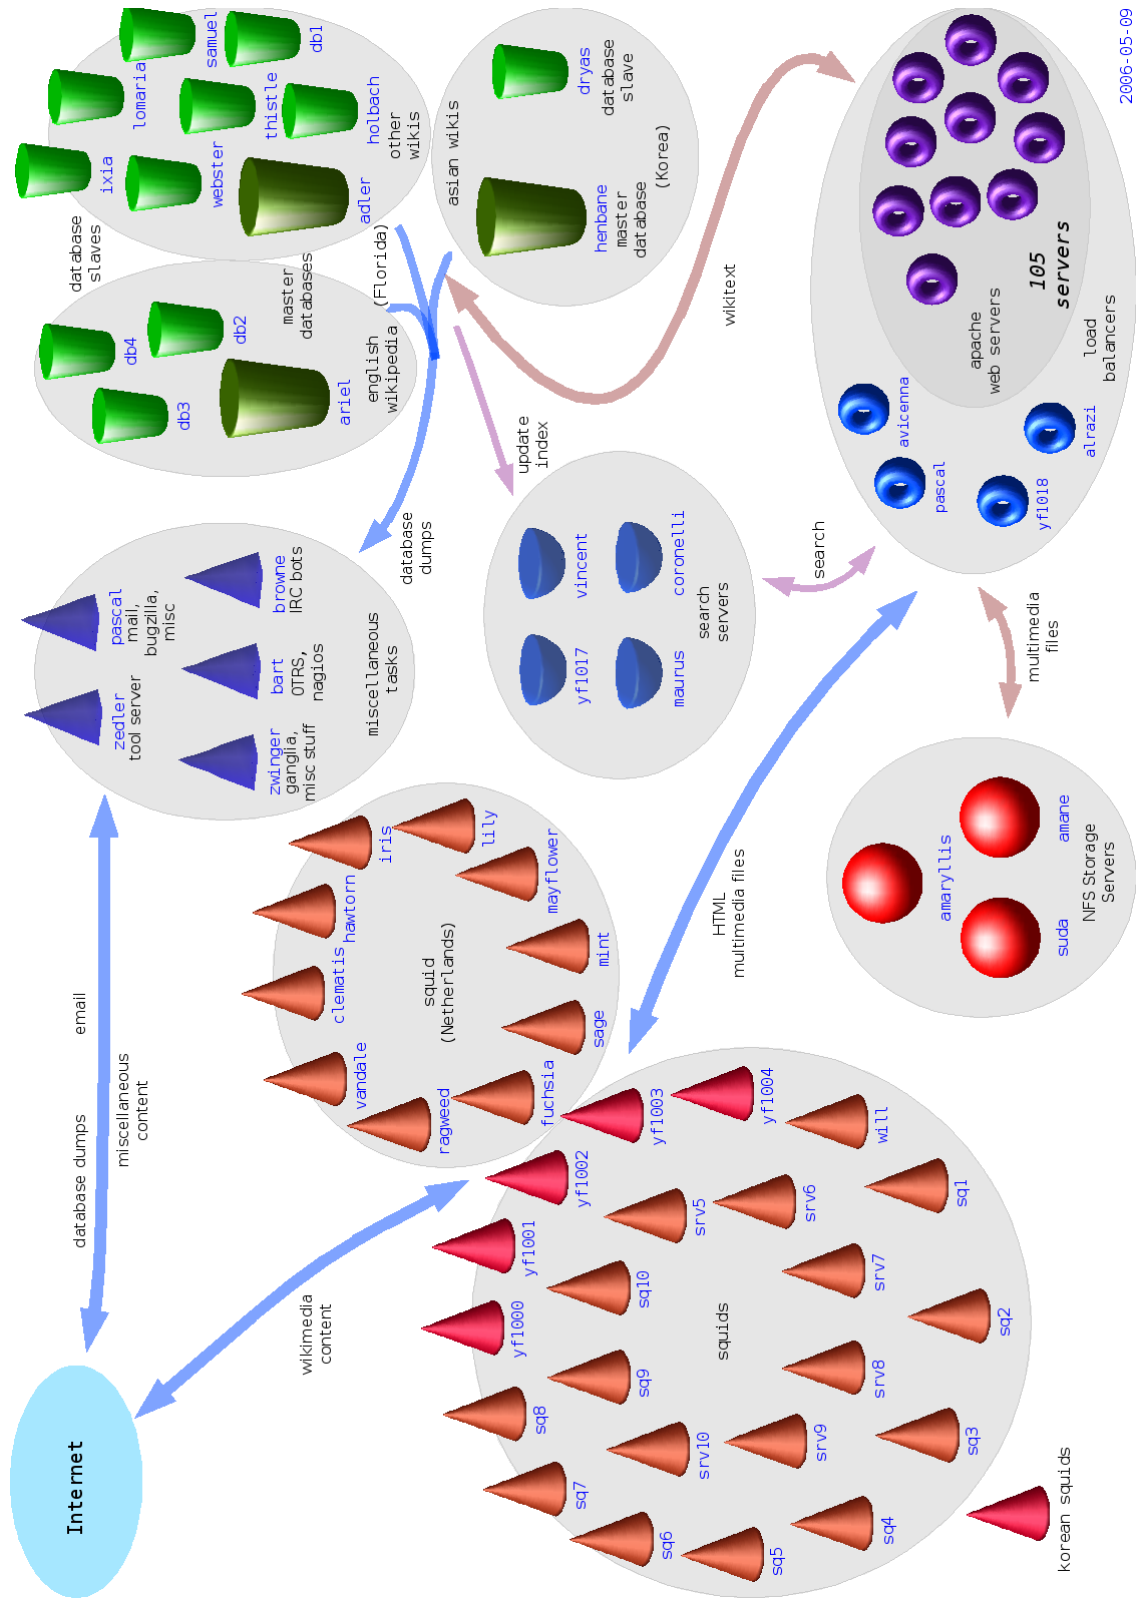 Internet
database dumps
email
miscellaneous
content
wikimedia
content
zedler
tool server
pascal
mail,
bugzilla,
misc
zwinger
ganglia,
misc stuff
bart
OTRS,
nagios
browne
IRC bots
miscellaneous
tasks
database
dumps
db3
db4
db2
ariel
english
wikipedia
master
databases
(Florida)
database
slaves
ixia
lomaria
samuel
webster
thistle
db1
holbach
adler
other
wikis
asian wikis
henbane
master
database
dryas
database
slave
(Korea)
update
index
wikitext
vandale
clematis
hawtorn
iris
lily
mayflower
mint
sage
fuchsia
ragweed
squid
(Netherlands)
yf1017
vincent
maurus
coronelli
search
servers
search
HTML
multimedia files
pascal
avicenna
yf1018
alrazi
load
balancers
apache
web servers
105
servers
multimedia
files
amaryllis
suda
amane
NFS Storage
Servers
yf1000
yf1001
yf1002
yf1003
yf1004
will
sq1
sq2
sq3
sq4
sq5
sq6
sq7
sq8
sq9
sq10
srv5
srv6
srv7
srv8
srv9
srv10
squids
korean squids
2006-05-09